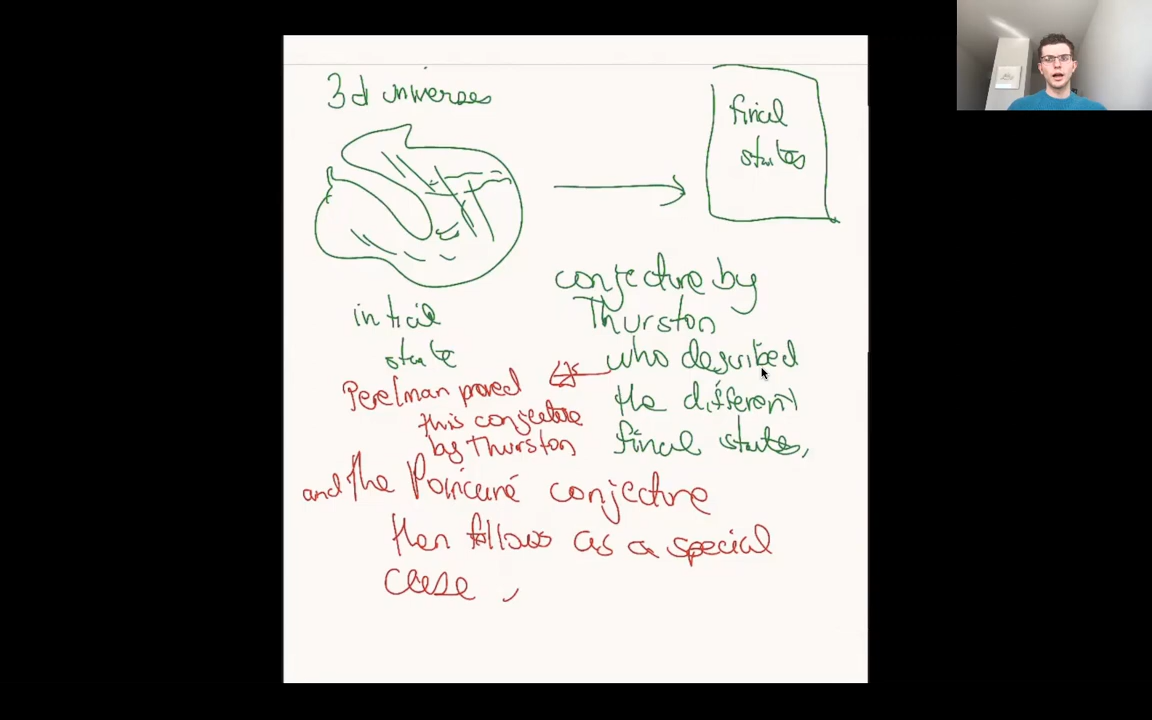 3d universes
final
states
initial
state
conjecture by
Thurston
who described
the different
final states,
Perelman proved
this conjecture
by Thurston
and the Poincaré conjecture
then follows as a special
case,